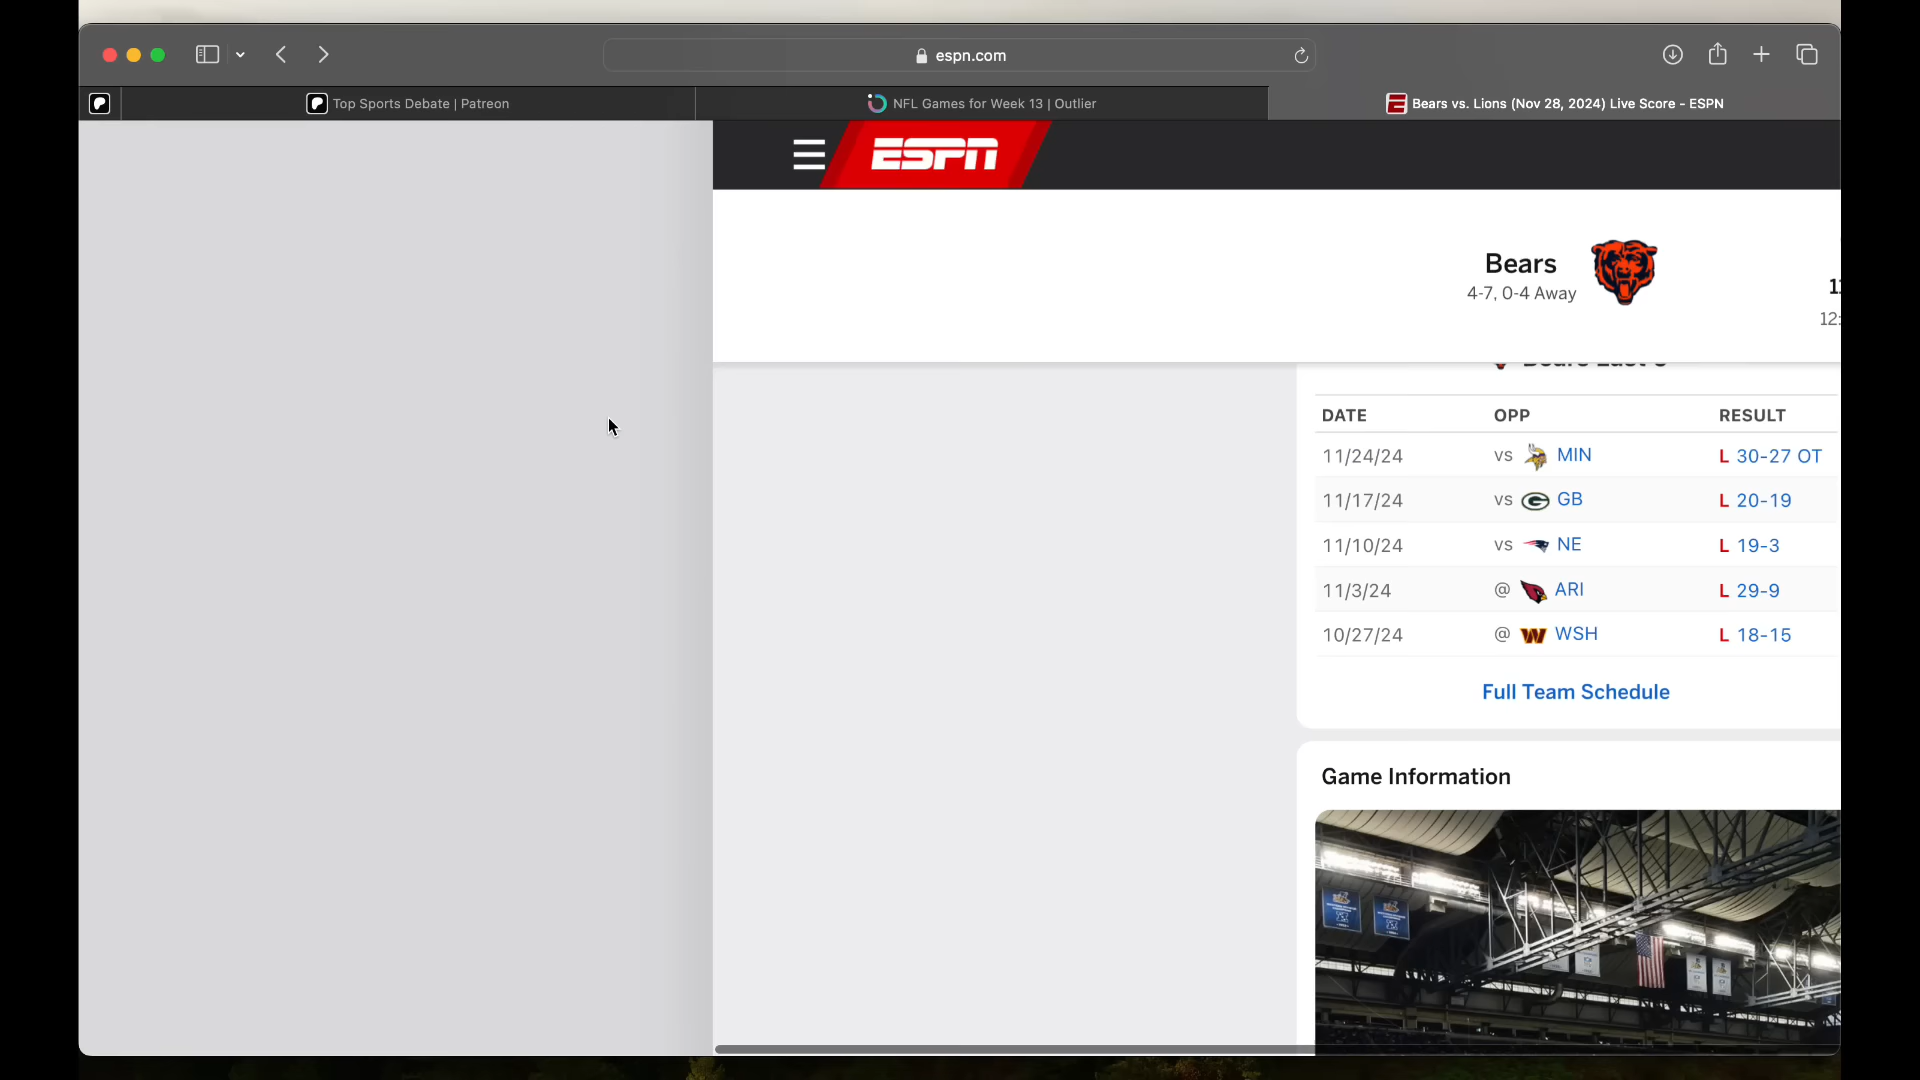 espn.com
Top Sports Debate | Patreon
NFL Games for Week 13 | Outlier
Bears vs. Lions (Nov 28, 2024) Live Score - ESPN
ESPN
Bears
4-7, 0-4 Away
12:
DATE OPP RESULT
11/24/24 vs MIN L 30-27 OT
11/17/24 vs GB L 20-19
11/10/24 vs NE L 19-3
11/3/24 @ ARI L 29-9
10/27/24 @ WSH L 18-15
Full Team Schedule
Game Information